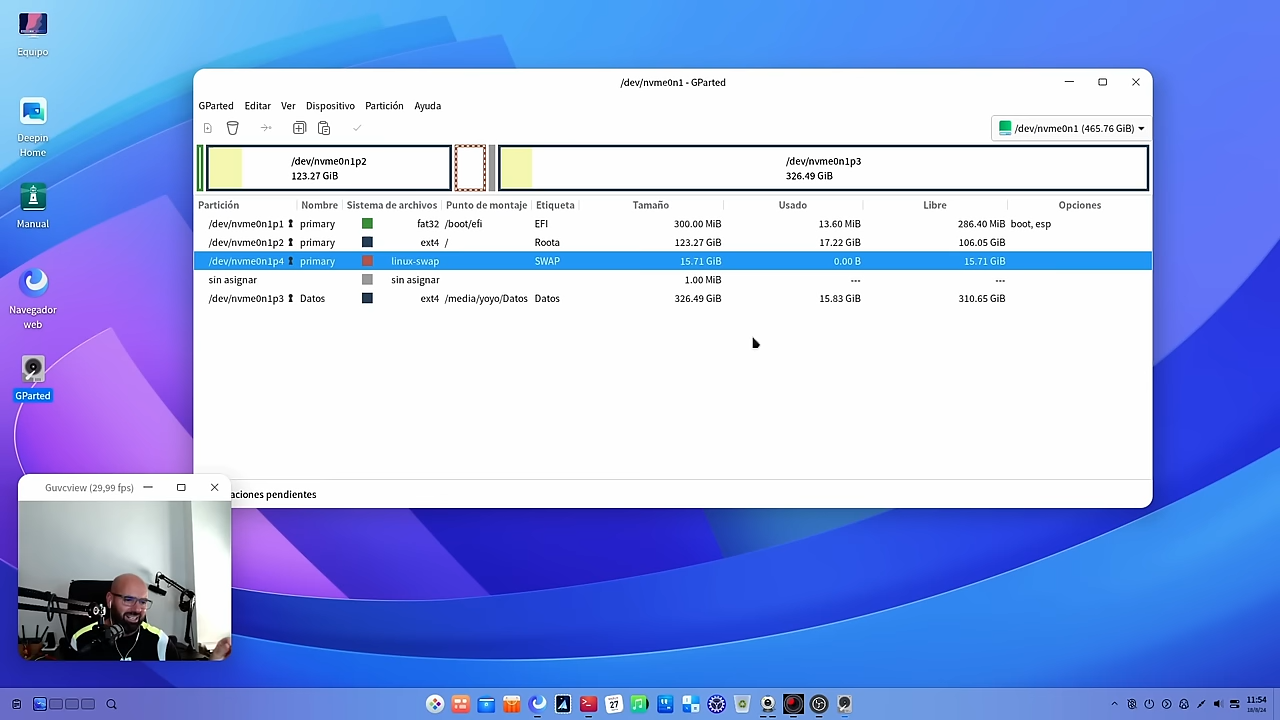 Equipo
Deepin
Home
Manual
Navegador
web
GParted
/dev/nvme0n1 - GParted
GParted Editar Ver Dispositivo Partición Ayuda
/dev/nvme0n1 (465.76 GiB)
/dev/nvme0n1p2
123.27 GiB
/dev/nvme0n1p3
326.49 GiB
Partición Nombre Sistema de archivos Punto de montaje Etiqueta Tamaño Usado Libre Opciones
/dev/nvme0n1p1 primary fat32 /boot/efi EFI 300.00 MiB 13.60 MiB 286.40 MiB boot, esp
/dev/nvme0n1p2 primary ext4 / Roota 123.27 GiB 17.22 GiB 106.05 GiB
/dev/nvme0n1p4 primary linux-swap SWAP 15.71 GiB 0.00 B 15.71 GiB
sin asignar sin asignar 1.00 MiB --- ---
/dev/nvme0n1p3 Datos ext4 /media/yoyo/Datos Datos 326.49 GiB 15.83 GiB 310.65 GiB
aciones pendientes
Guvcview (29,99 fps)
27
11:54
18/8/24